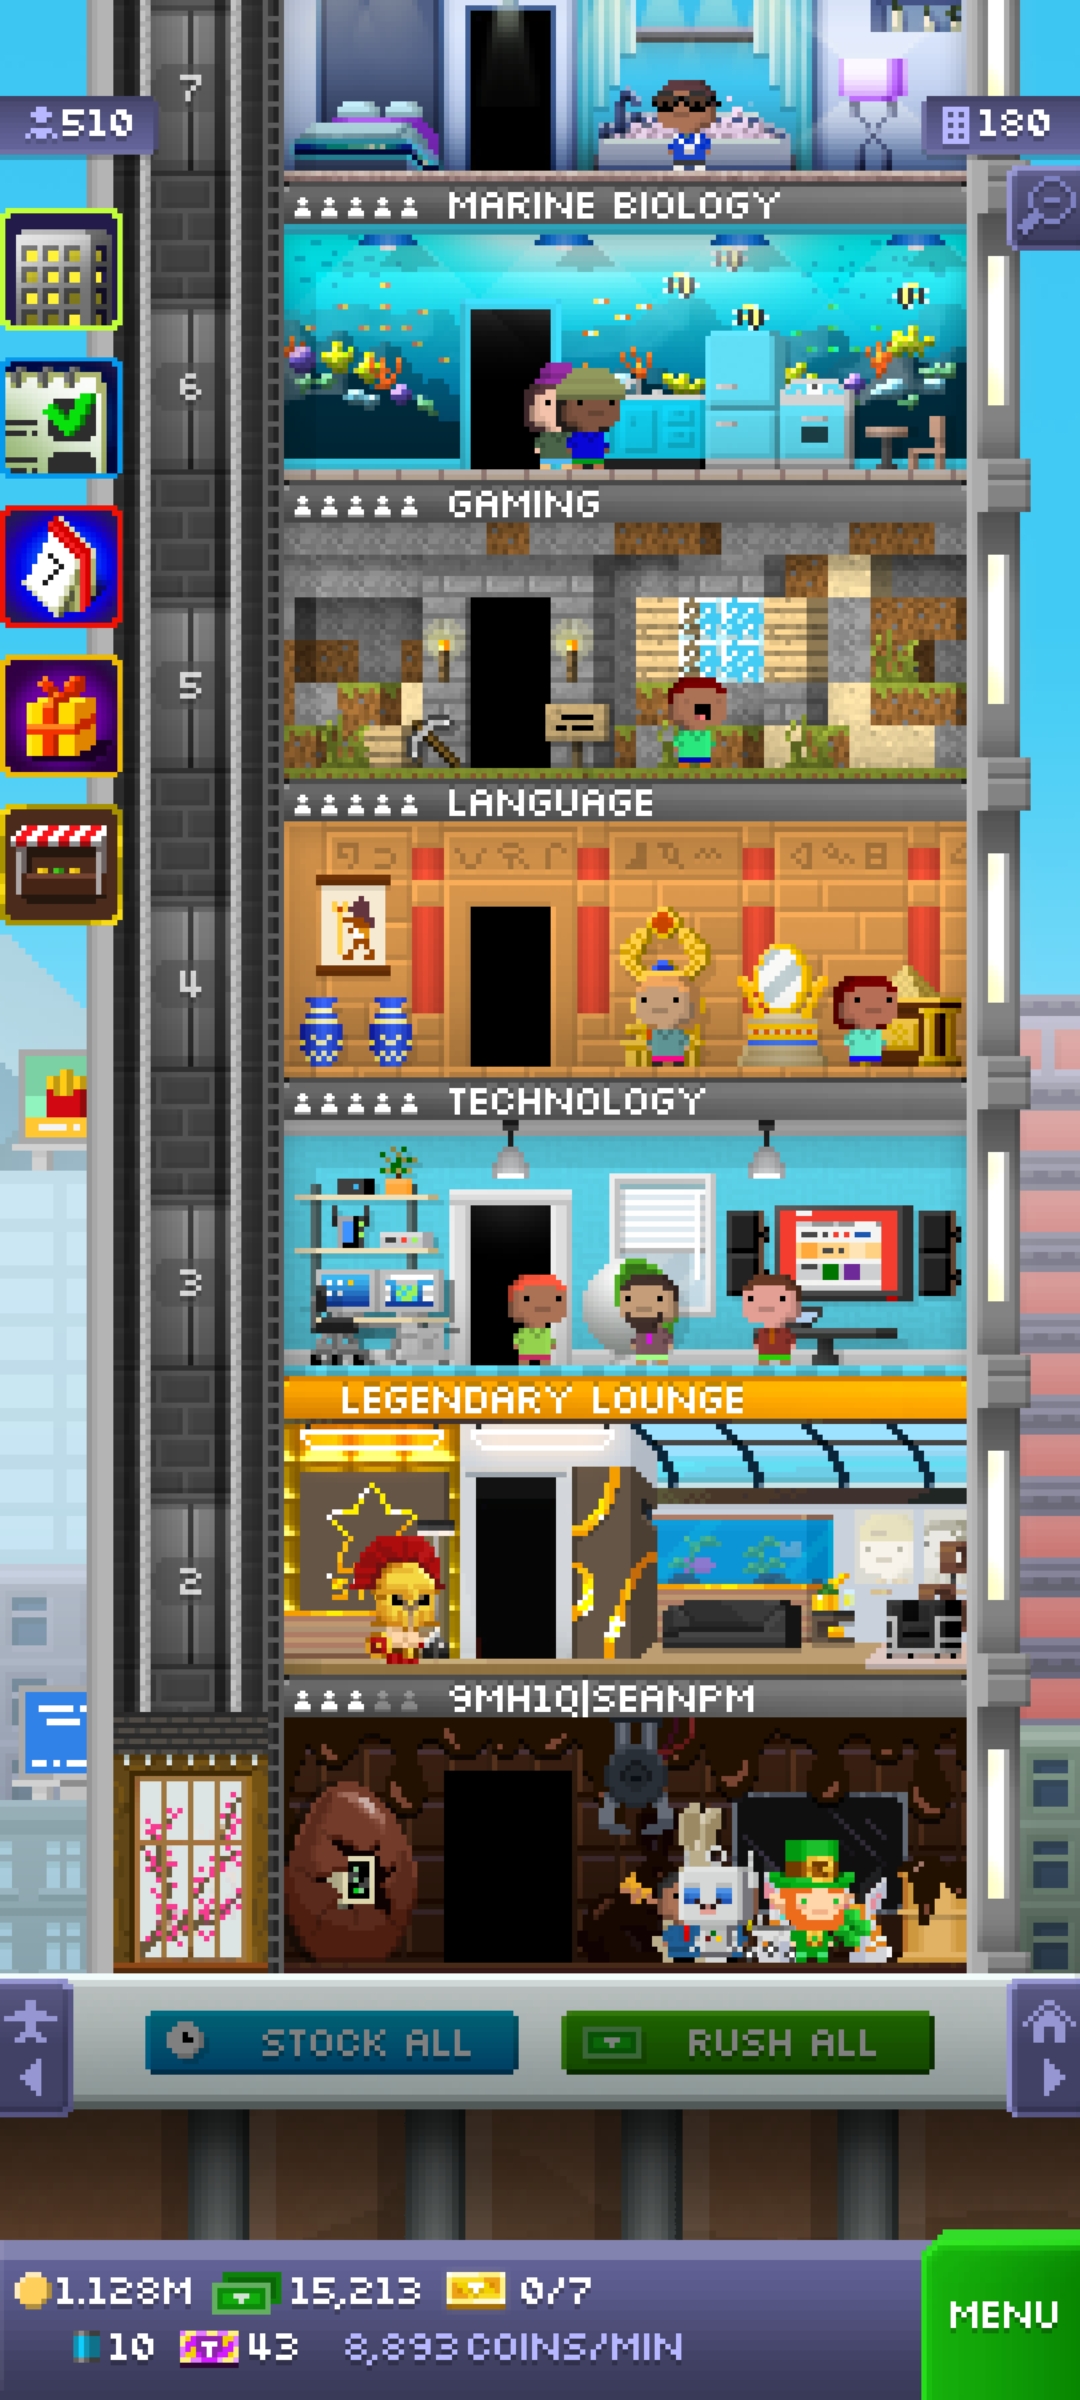 7
510
180
MARINE BIOLOGY
6
GAMING
5
LANGUAGE
4
TECHNOLOGY
3
LEGENDARY LOUNGE
2
9MH1Q|SEANPM
STOCK ALL
RUSH ALL
1.128M 15,213 0/7
10 43 8,893 COINS/MIN
MENU